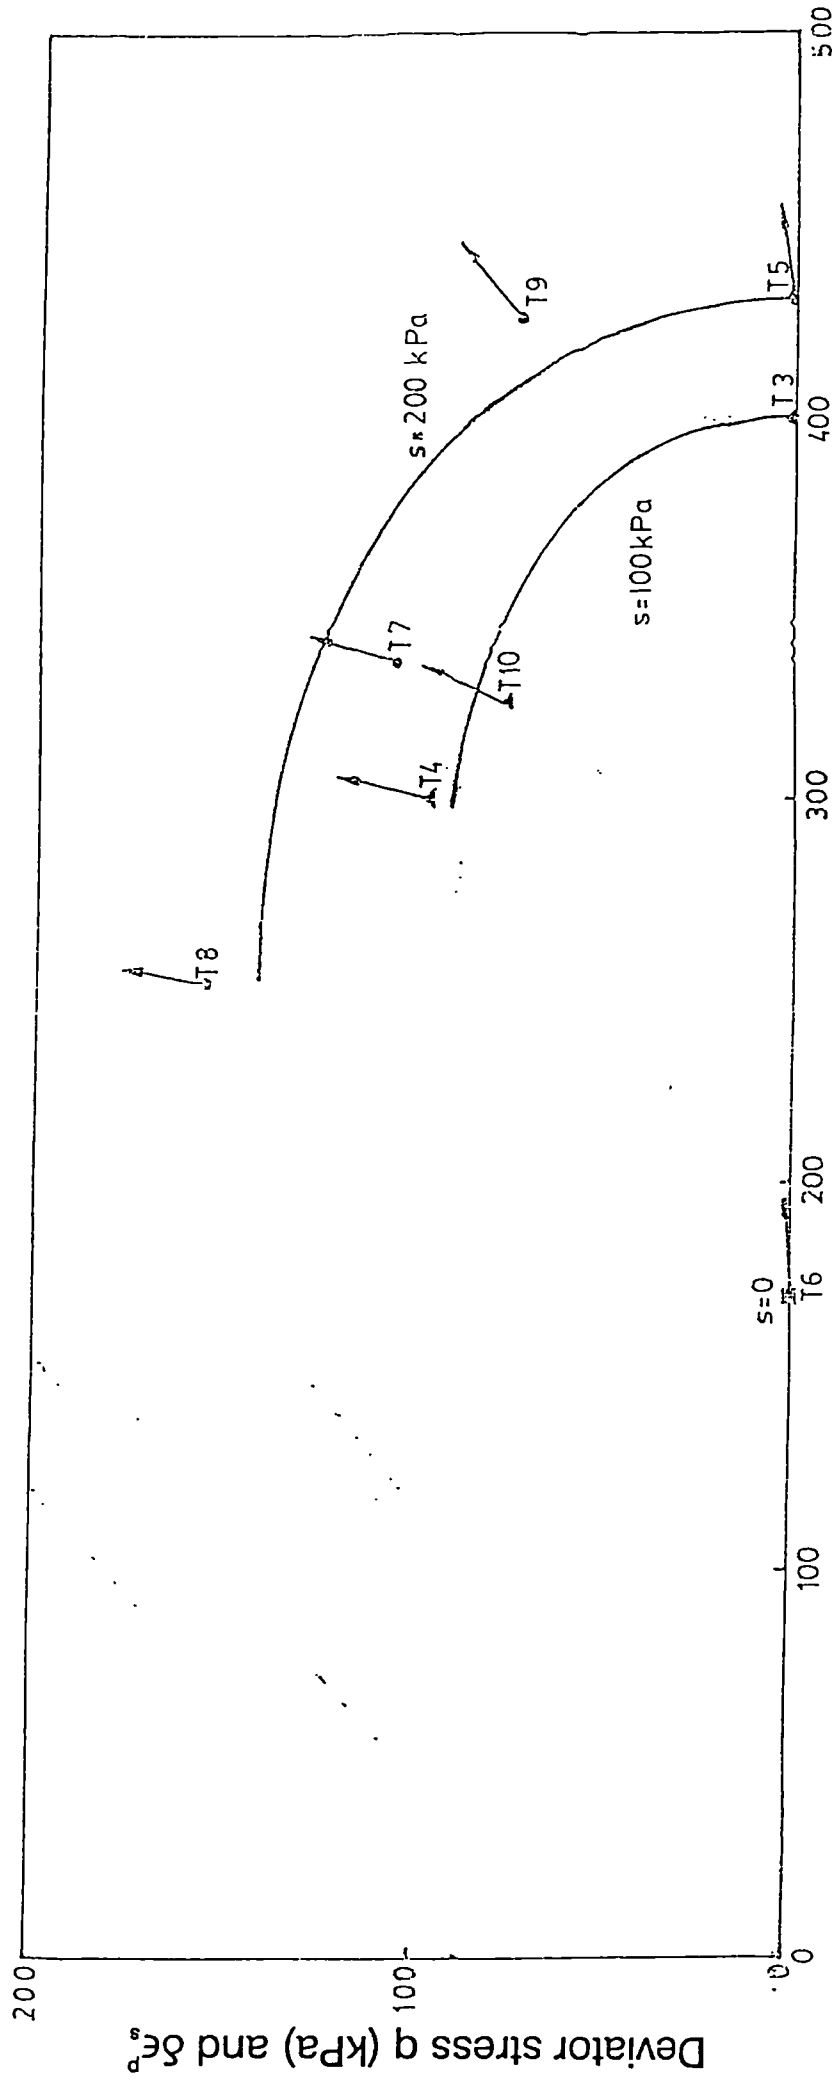 Deviator stress q (kPa) and δϵₛᵖ
200
100
0
0
100
200
300
400
500
T8
T4
T7
T10
T9
s=200 kPa
s=100kPa
T3
T5
s=0
T6